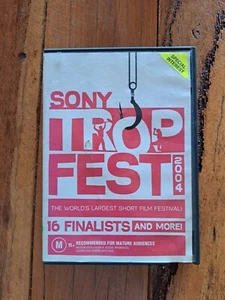 SPECIAL
INTEREST
SONY
TROP
FEST
2004
THE WORLD'S LARGEST SHORT FILM FESTIVAL!
16 FINALISTS AND MORE!
M
RECOMMENDED FOR MATURE AUDIENCES